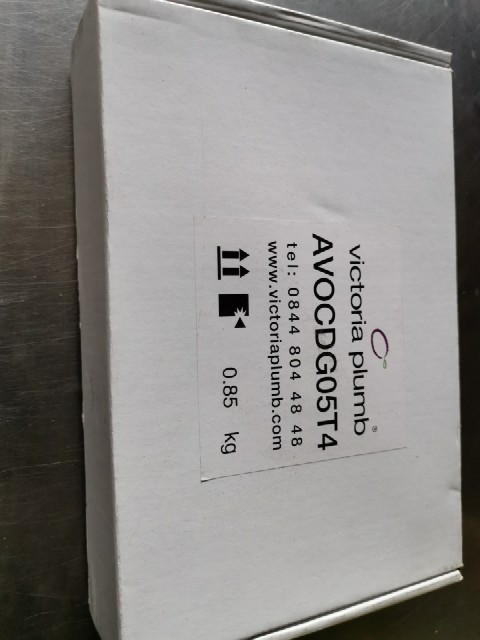 victoria plumb®
AVOCDG05T4
tel: 0844 804 48 48
www.victoriaplumb.com
0.85 kg